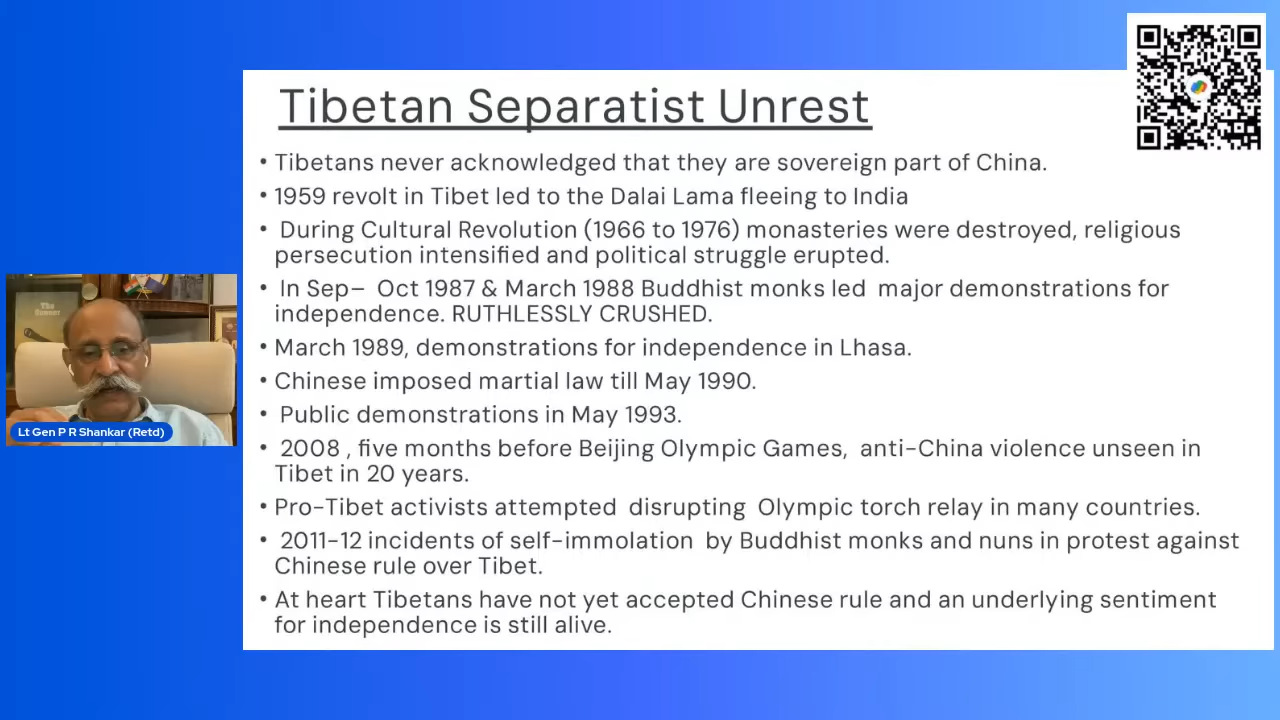 Tibetan Separatist Unrest
• Tibetans never acknowledged that they are sovereign part of China.
• 1959 revolt in Tibet led to the Dalai Lama fleeing to India
• During Cultural Revolution (1966 to 1976) monasteries were destroyed, religious
persecution intensified and political struggle erupted.
• In Sep– Oct 1987 & March 1988 Buddhist monks led major demonstrations for
independence. RUTHLESSLY CRUSHED.
• March 1989, demonstrations for independence in Lhasa.
• Chinese imposed martial law till May 1990.
• Public demonstrations in May 1993.
• 2008 , five months before Beijing Olympic Games, anti-China violence unseen in
Tibet in 20 years.
• Pro-Tibet activists attempted disrupting Olympic torch relay in many countries.
• 2011-12 incidents of self-immolation by Buddhist monks and nuns in protest against
Chinese rule over Tibet.
• At heart Tibetans have not yet accepted Chinese rule and an underlying sentiment
for independence is still alive.
Lt Gen P R Shankar (Retd)